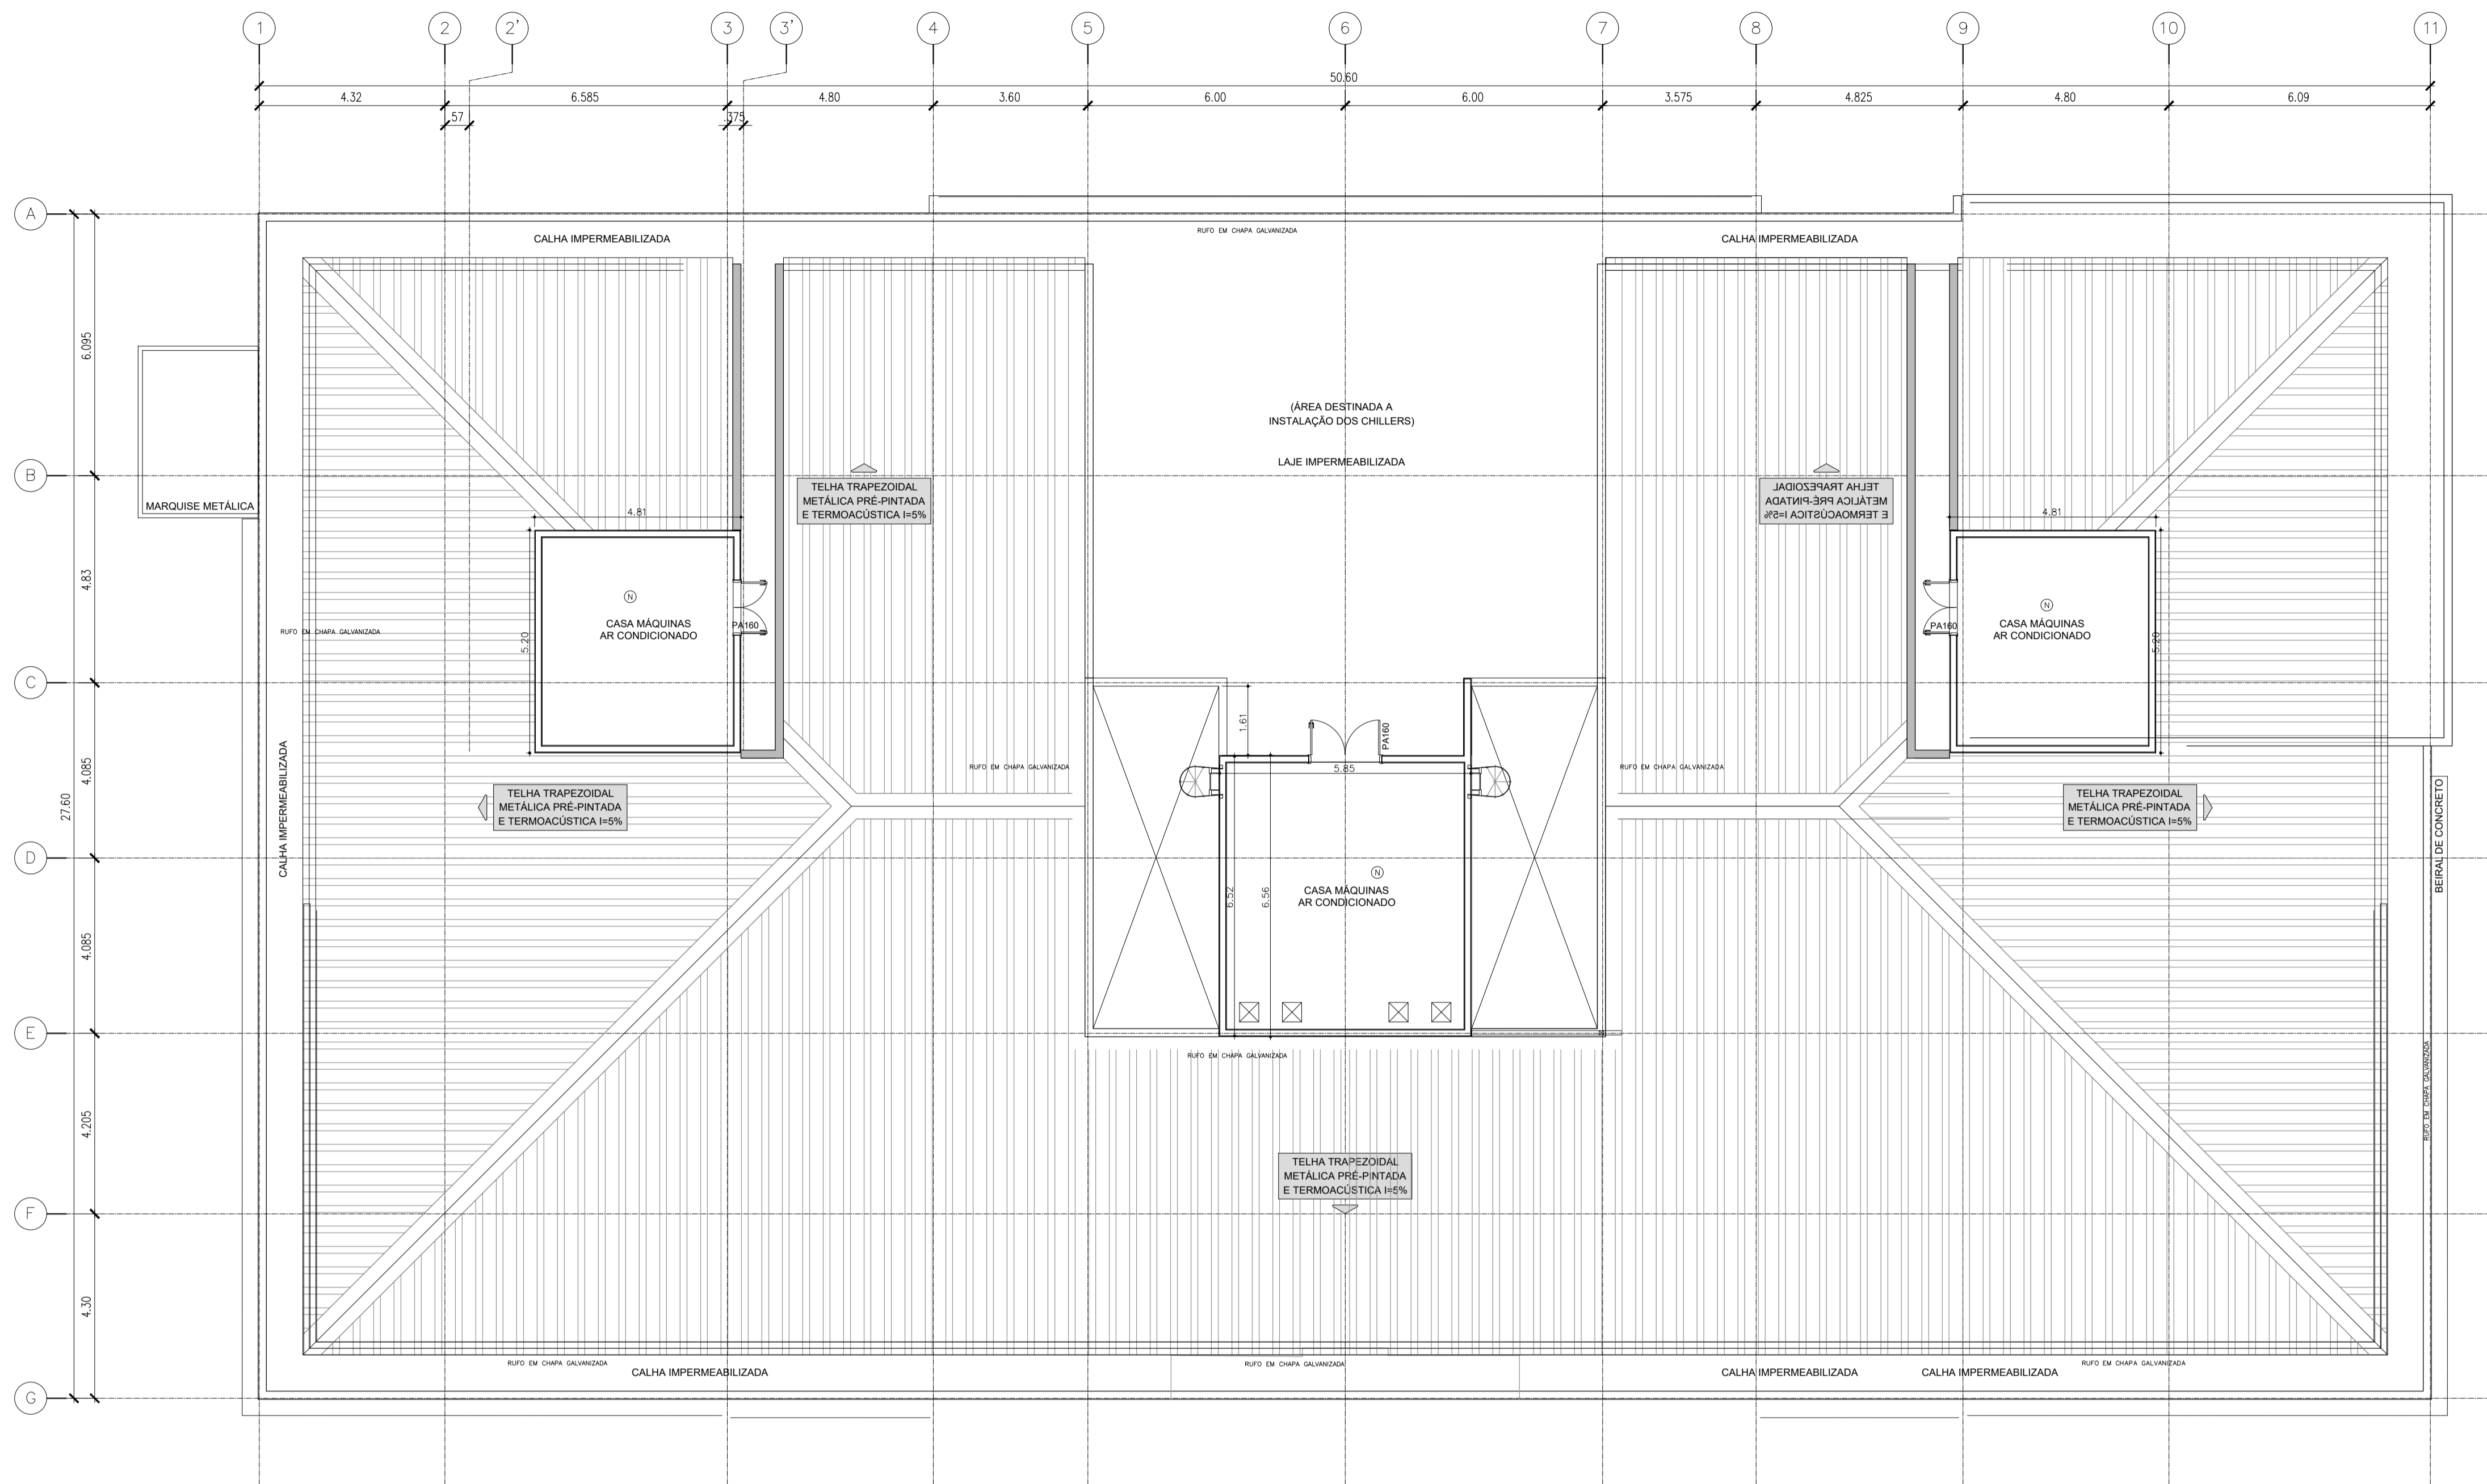 1 2 2' 3 3' 4 5 6 7 8 9 10 11
50.60
4.32 6.585 4.80 3.60 6.00 6.00 3.575 4.825 4.80 6.09
.57 .375
A
RUFO EM CHAPA GALVANIZADA
CALHA IMPERMEABILIZADA
CALHA IMPERMEABILIZADA
6.095
(ÁREA DESTINADA A
INSTALAÇÃO DOS CHILLERS)
LAJE IMPERMEABILIZADA
B
MARQUISE METÁLICA
TELHA TRAPEZOIDAL
METÁLICA PRÉ-PINTADA
E TERMOACÚSTICA I=5%
TELHA TRAPEZOIDAL
METÁLICA PRÉ-PINTADA
E TERMOACÚSTICA I=5%
4.81
4.81
4.83
N
CASA MÁQUINAS
AR CONDICIONADO
PA160
5.20
RUFO EM CHAPA GALVANIZADA
PA160
N
CASA MÁQUINAS
AR CONDICIONADO
5.20
C
1.61
PA160
5.85
RUFO EM CHAPA GALVANIZADA
RUFO EM CHAPA GALVANIZADA
4.085
27.60
CALHA IMPERMEABILIZADA
TELHA TRAPEZOIDAL
METÁLICA PRÉ-PINTADA
E TERMOACÚSTICA I=5%
TELHA TRAPEZOIDAL
METÁLICA PRÉ-PINTADA
E TERMOACÚSTICA I=5%
BEIRAL DE CONCRETO
D
N
CASA MÁQUINAS
AR CONDICIONADO
6.52
6.56
4.085
E
RUFO EM CHAPA GALVANIZADA
RUFO EM CHAPA GALVANIZADA
4.205
TELHA TRAPEZOIDAL
METÁLICA PRÉ-PINTADA
E TERMOACÚSTICA I=5%
F
4.30
RUFO EM CHAPA GALVANIZADA
CALHA IMPERMEABILIZADA
RUFO EM CHAPA GALVANIZADA
CALHA IMPERMEABILIZADA
CALHA IMPERMEABILIZADA
RUFO EM CHAPA GALVANIZADA
G